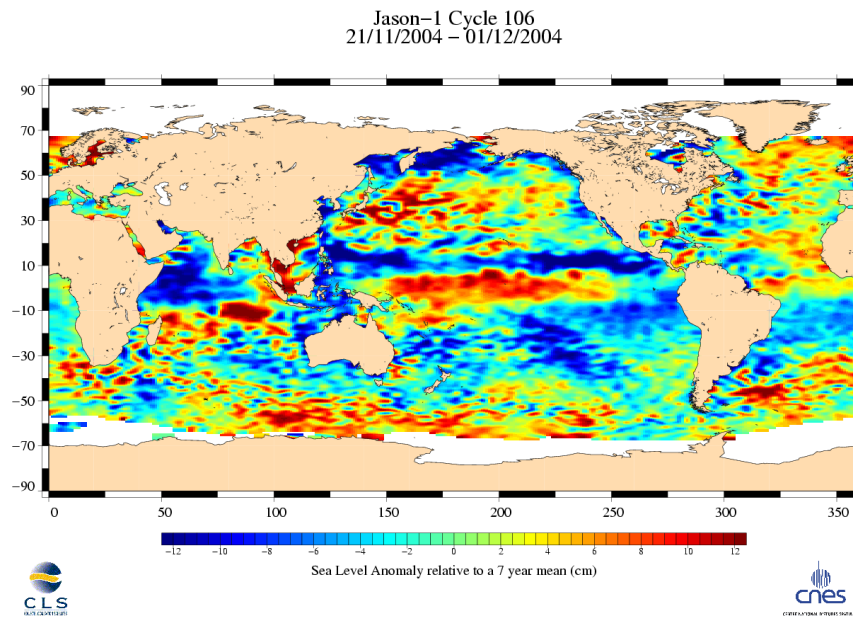 Jason−1 Cycle 106
21/11/2004 − 01/12/2004
90
70
50
30
10
−10
−30
−50
−70
−90
0 50 100 150 200 250 300 350
−12 −10 −8 −6 −4 −2 0 2 4 6 8 10 12
Sea Level Anomaly relative to a 7 year mean (cm)
CLS
cnes